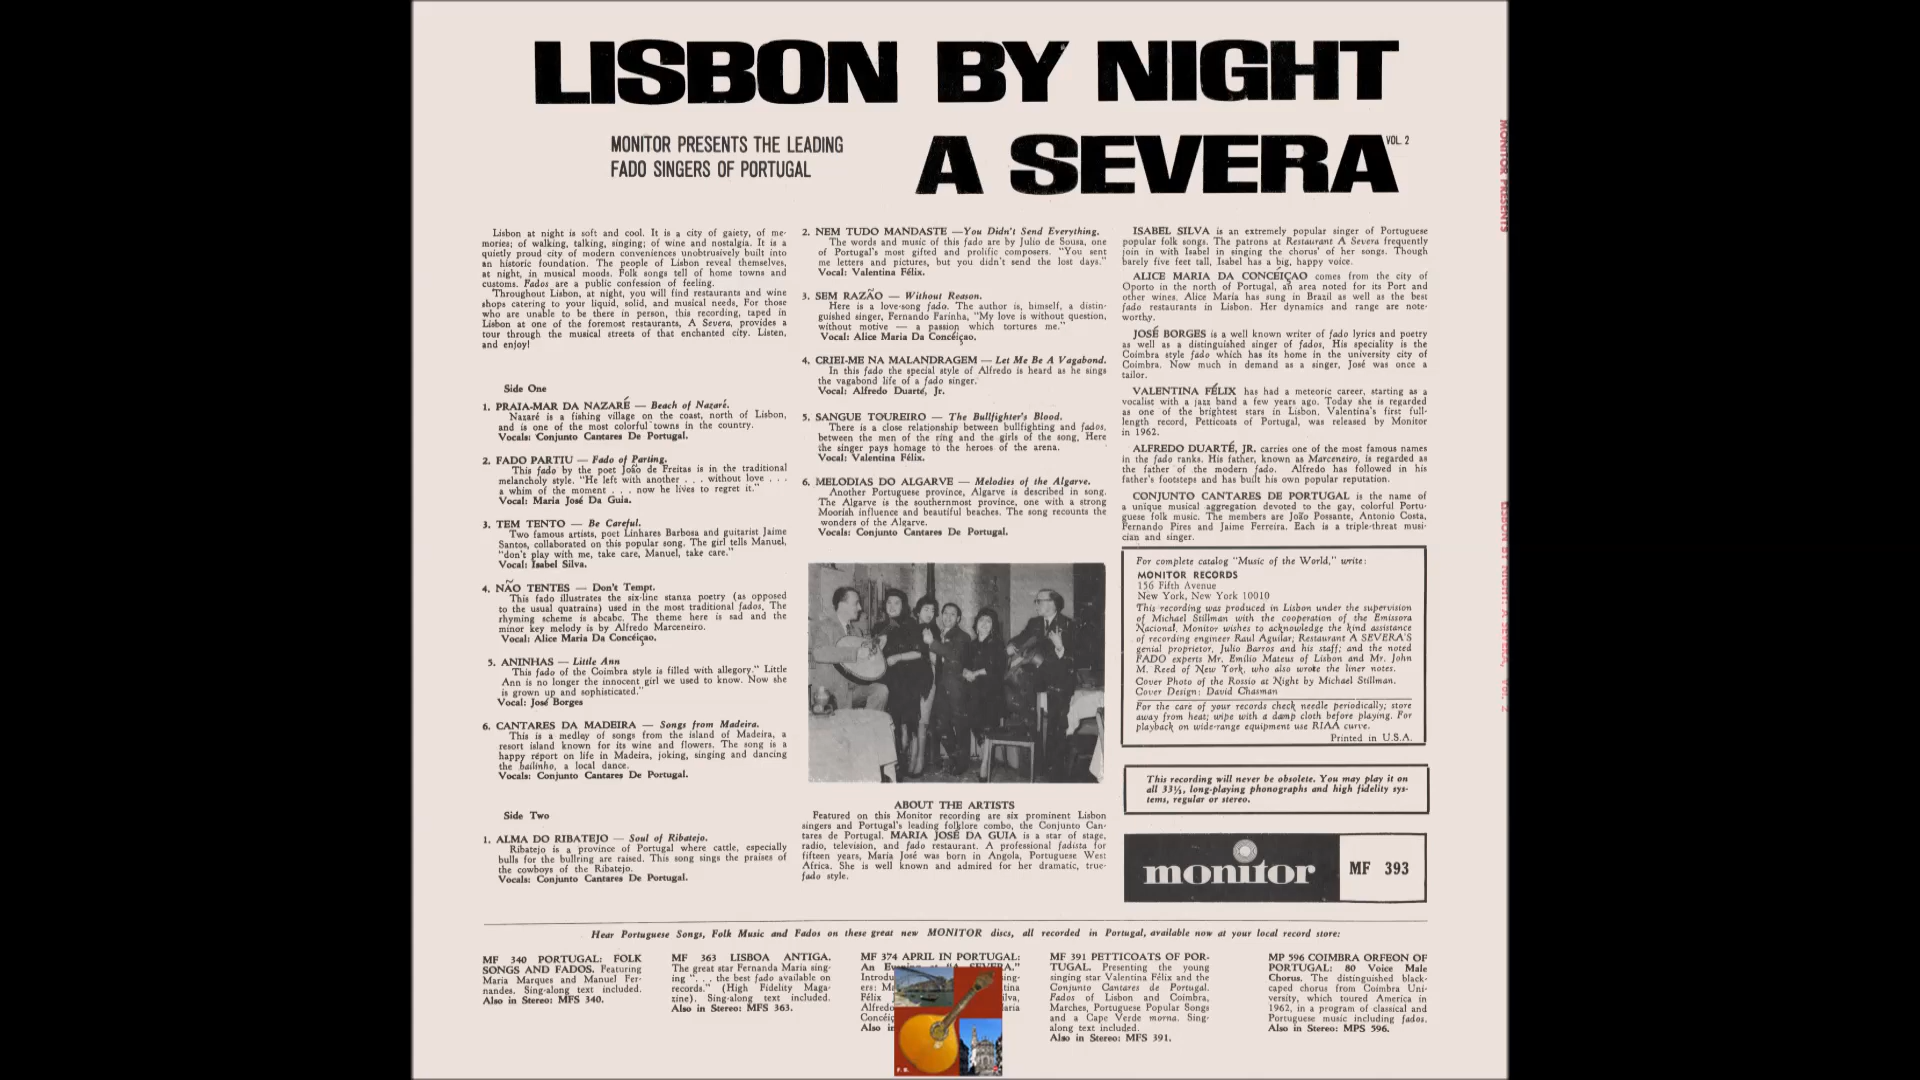 LISBON BY NIGHT
MONITOR PRESENTS THE LEADING
FADO SINGERS OF PORTUGAL
A SEVERA
VOL. 2
Lisbon at night is soft and cool. It is a city of gaiety, of me-
mories; of walking, talking, singing; of wine and nostalgia. It is a
quietly proud city of modern conveniences unobtrusively built into
an historic foundation. The people of Lisbon reveal themselves,
at night, in musical moods. Folk songs tell of home towns and
customs. Fados are a public confession of feeling.
Throughout Lisbon, at night, you will find restaurants and wine
shops catering to your liquid, solid, and musical needs. For those
who are unable to be there in person, this recording, taped in
Lisbon at one of the foremost restaurants, A Severa, provides a
tour through the musical streets of that enchanted city. Listen,
and enjoy!
Side One
1. PRAIA-MAR DA NAZARÉ — Beach of Nazaré.
Nazaré is a fishing village on the coast, north of Lisbon,
and is one of the most colorful towns in the country.
Vocals: Conjunto Cantares De Portugal.
2. FADO PARTIU — Fado of Parting.
This fado by the poet João de Freitas is in the traditional
melancholy style. "He left with another . . . without love . . .
a whim of the moment . . . now he lives to regret it."
Vocal: Maria José Da Guia.
3. TEM TENTO — Be Careful.
Two famous artists, poet Linhares Barbosa and guitarist Jaime
Santos, collaborated on this popular song. The girl tells Manuel,
"don't play with me, take care, Manuel, take care."
Vocal: Isabel Silva.
4. NÃO TENTES — Don't Tempt.
This fado illustrates the six-line stanza poetry (as opposed
to the usual quatrains) used in the most traditional fados. The
rhyming scheme is abcabc. The theme here is sad and the
minor key melody is by Alfredo Marceneiro.
Vocal: Alice Maria Da Concéiçao.
5. ANINHAS — Little Ann
This fado of the Coimbra style is filled with allegory." Little
Ann is no longer the innocent girl we used to know. Now she
is grown up and sophisticated."
Vocal: José Borges
6. CANTARES DA MADEIRA — Songs from Madeira.
This is a medley of songs from the island of Madeira, a
resort island known for its wine and flowers. The song is a
happy report on life in Madeira, joking, singing and dancing
the bailinho, a local dance.
Vocals: Conjunto Cantares De Portugal.
Side Two
1. ALMA DO RIBATEJO — Soul of Ribatejo.
Ribatejo is a province of Portugal where cattle, especially
bulls for the bullring are raised. This song sings the praises of
the cowboys of the Ribatejo.
Vocals: Conjunto Cantares De Portugal.
2. NEM TUDO MANDASTE —You Didn't Send Everything.
The words and music of this fado are by Julio de Sousa, one
of Portugal's most gifted and prolific composers. "You sent
me letters and pictures, but you didn't send the lost days."
Vocal: Valentina Félix.
3. SEM RAZÃO — Without Reason.
Here is a love-song fado. The author is, himself, a distin-
guished singer, Fernando Farinha, "My love is without question,
without motive — a passion which tortures me."
Vocal: Alice Maria Da Concéiçao.
4. CRIEI-ME NA MALANDRAGEM — Let Me Be A Vagabond.
In this fado the special style of Alfredo is heard as he sings
the vagabond life of a fado singer.
Vocal: Alfredo Duarté, Jr.
5. SANGUE TOUREIRO — The Bullfighter's Blood.
There is a close relationship between bullfighting and fados,
between the men of the ring and the girls of the song. Here
the singer pays homage to the heroes of the arena.
Vocal: Valentina Félix.
6. MELODIAS DO ALGARVE — Melodies of the Algarve.
Another Portuguese province, Algarve is described in song.
The Algarve is the southernmost province, one with a strong
Moorish influence and beautiful beaches. The song recounts the
wonders of the Algarve.
Vocals: Conjunto Cantares De Portugal.
ABOUT THE ARTISTS
Featured on this Monitor recording are six prominent Lisbon
singers and Portugal's leading folklore combo, the Conjunto Can-
tares de Portugal. MARIA JOSÉ DA GUIA is a star of stage,
radio, television, and fado restaurant. A professional fadista for
fifteen years, Maria José was born in Angola, Portuguese West
Africa. She is well known and admired for her dramatic, true-
fado style.
ISABEL SILVA is an extremely popular singer of Portuguese
popular folk songs. The patrons at Restaurant A Severa frequently
join in with Isabel in singing the chorus' of her songs. Though
barely five feet tall, Isabel has a big, happy voice.
ALICE MARIA DA CONCÉIÇAO comes from the city of
Oporto in the north of Portugal, an area noted for its Port and
other wines. Alice Maria has sung in Brazil as well as the best
fado restaurants in Lisbon. Her dynamics and range are note-
worthy.
JOSÉ BORGES is a well known writer of fado lyrics and poetry
as well as a distinguished singer of fados. His speciality is the
Coimbra style fado which has its home in the university city of
Coimbra. Now much in demand as a singer, José was once a
tailor.
VALENTINA FÉLIX has had a meteoric career, starting as a
vocalist with a jazz band a few years ago. Today she is regarded
as one of the brightest stars in Lisbon. Valentina's first full-
length record, Petticoats of Portugal, was released by Monitor
in 1962.
ALFREDO DUARTÉ, JR. carries one of the most famous names
in the fado ranks. His father, known as Marceneiro, is regarded as
the father of the modern fado. Alfredo has followed in his
father's footsteps and has built his own popular reputation.
CONJUNTO CANTARES DE PORTUGAL is the name of
a unique musical aggregation devoted to the gay, colorful Portu-
guese folk music. The members are João Possante, Antonio Costa,
Fernando Pires and Jaime Ferreira. Each is a triple-threat musi-
cian and singer.
For complete catalog "Music of the World," write:
MONITOR RECORDS
156 Fifth Avenue
New York, New York 10010
This recording was produced in Lisbon under the supervision
of Michael Stillman with the cooperation of the Emissora
Nacional. Monitor wishes to acknowledge the kind assistance
of recording engineer Raul Aguilar; Restaurant A SEVERA'S
genial proprietor, Julio Barros and his staff; and the noted
FADO experts Mr. Emilio Mateus of Lisbon and Mr. John
M. Reed of New York, who also wrote the liner notes.
Cover Photo of the Rossio at Night by Michael Stillman.
Cover Design: David Chasman
For the care of your records check needle periodically; store
away from heat; wipe with a damp cloth before playing. For
playback on wide-range equipment use RIAA curve.
Printed in U.S.A.
This recording will never be obsolete. You may play it on
all 33⅓, long-playing phonographs and high fidelity sys-
tems, regular or stereo.
monitor
MF 393
Hear Portuguese Songs, Folk Music and Fados on these great new MONITOR discs, all recorded in Portugal, available now at your local record store:
MF 340 PORTUGAL: FOLK
SONGS AND FADOS. Featuring
Maria Marques and Manuel Fer-
nandes. Sing-along text included.
Also in Stereo: MFS 340.
MF 363 LISBOA ANTIGA.
The great star Fernanda Maria sing-
ing ". . . the best fado available on
records." (High Fidelity Maga-
zine). Sing-along text included.
Also in Stereo: MFS 363.
MF 374 APRIL IN PORTUGAL:
An "A SEVERA."
Félix
Alfredo
Also
MF 391 PETTICOATS OF POR-
TUGAL. Presenting the young
singing star Valentina Félix and the
Conjunto Cantares de Portugal.
Fados of Lisbon and Coimbra,
Marches, Portuguese Popular Songs
and a Cape Verde morna. Sing-
along text included.
Also in Stereo: MFS 391.
MP 596 COIMBRA ORFEON OF
PORTUGAL: 80 Voice Male
Chorus. The distinguished black-
caped chorus from Coimbra Uni-
versity, which toured America in
1962, in a program of classical and
Portuguese music including fados.
Also in Stereo: MPS 596.
MONITOR PRESENTS
LISBON BY NIGHT: A SEVERA, Vol. 2